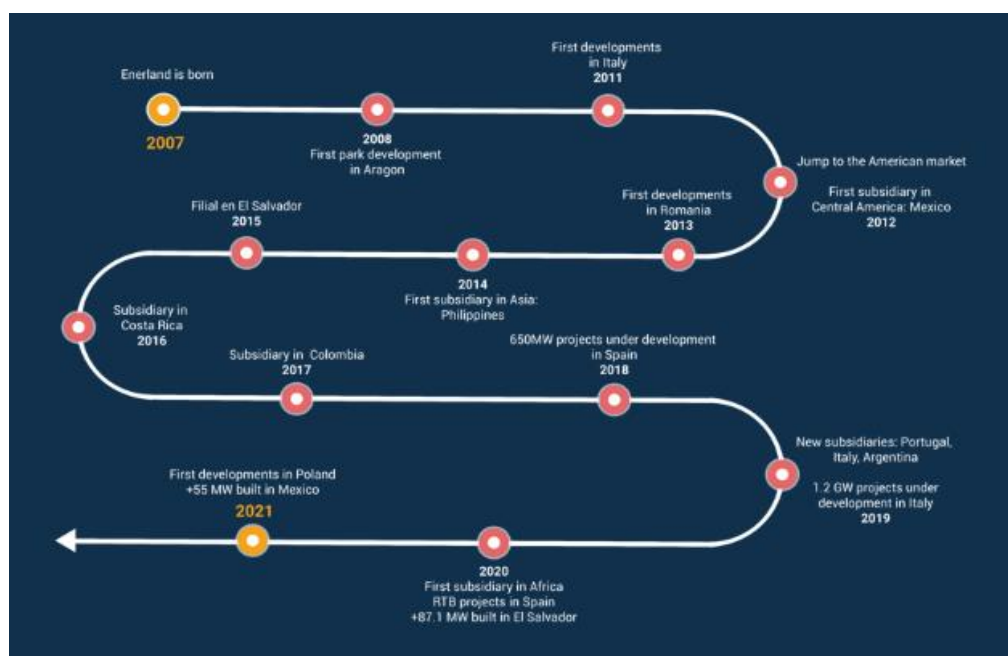 Enerland is born
2007
2008
First park development
in Aragon
First developments
in Italy
2011
Jump to the American market
First subsidiary in
Central America: Mexico
2012
First developments
in Romania
2013
2014
First subsidiary in Asia:
Philippines
Filial en El Salvador
2015
Subsidiary in
Costa Rica
2016
Subsidiary in Colombia
2017
650MW projects under development
in Spain
2018
New subsidiaries: Portugal,
Italy, Argentina
1.2 GW projects under
development in Italy
2019
2020
First subsidiary in Africa
RTB projects in Spain
+87.1 MW built in El Salvador
First developments in Poland
+55 MW built in Mexico
2021